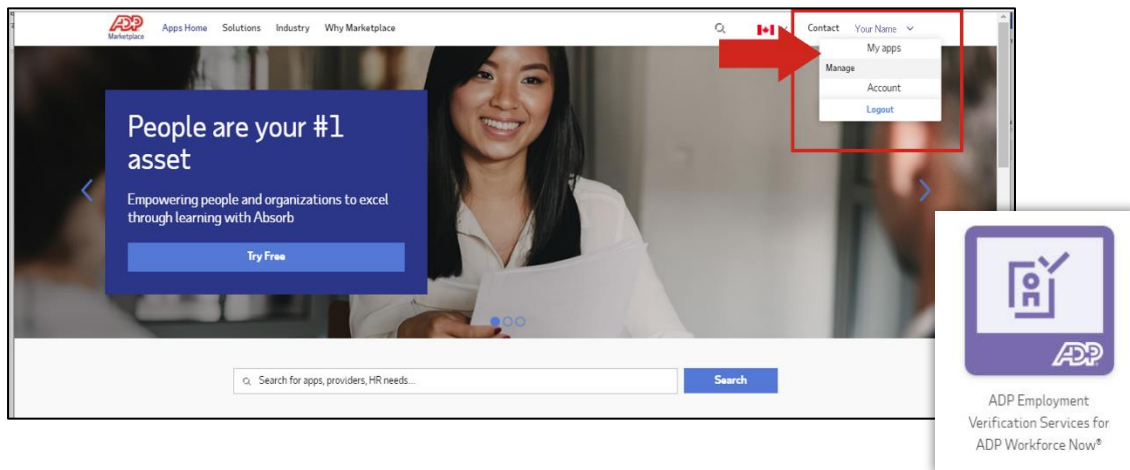 ADP
Marketplace
Apps Home Solutions Industry Why Marketplace
Contact Your Name
My apps
Manage
Account
Logout
People are your #1
asset
Empowering people and organizations to excel
through learning with Absorb
Try Free
Search for apps, providers, HR needs...
Search
ADP
ADP Employment
Verification Services for
ADP Workforce Now®